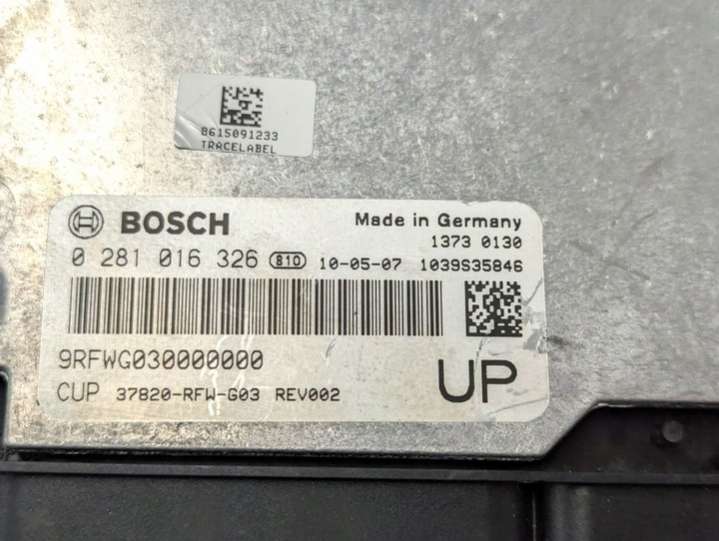 8615091233
TRACELABEL
BOSCH Made in Germany
1373 0130
0 281 016 326 810 10-05-07 1039S35846
9RFWG030000000
CUP 37820-RFW-G03 REV002
UP